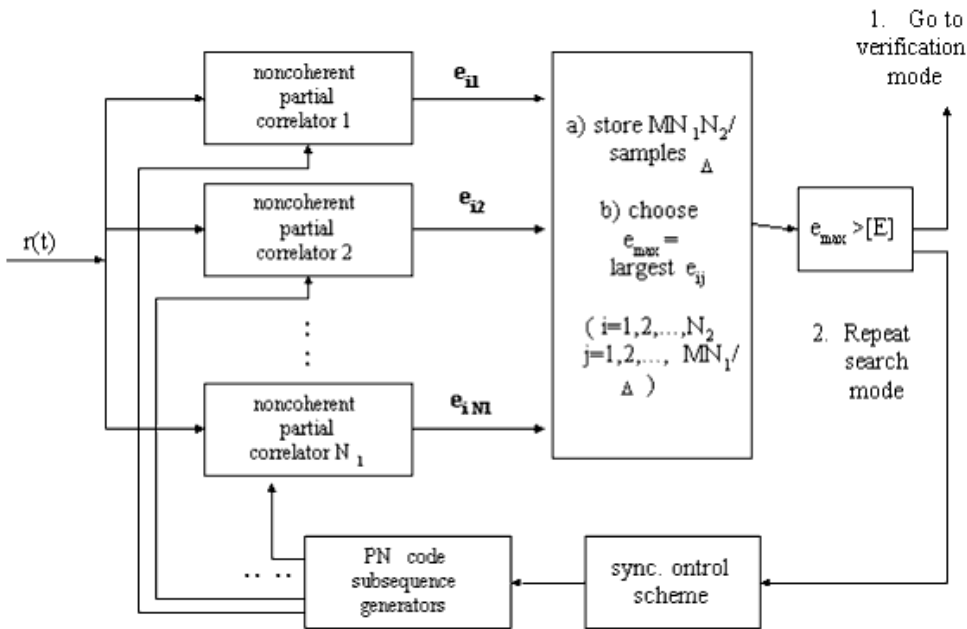 1. Go to
verification
mode
noncoherent
partial
correlator 1
e_i1
a) store MN_1N_2/
samples Δ
b) choose
e_max =
largest e_ij
( i=1,2,...,N_2
j=1,2,..., MN_1/
Δ )
noncoherent
partial
correlator 2
e_i2
r(t)
e_max >[E]
:
:
2. Repeat
search
mode
noncoherent
partial
correlator N_1
e_i N1
.. ..
PN code
subsequence
generators
sync. ontrol
scheme